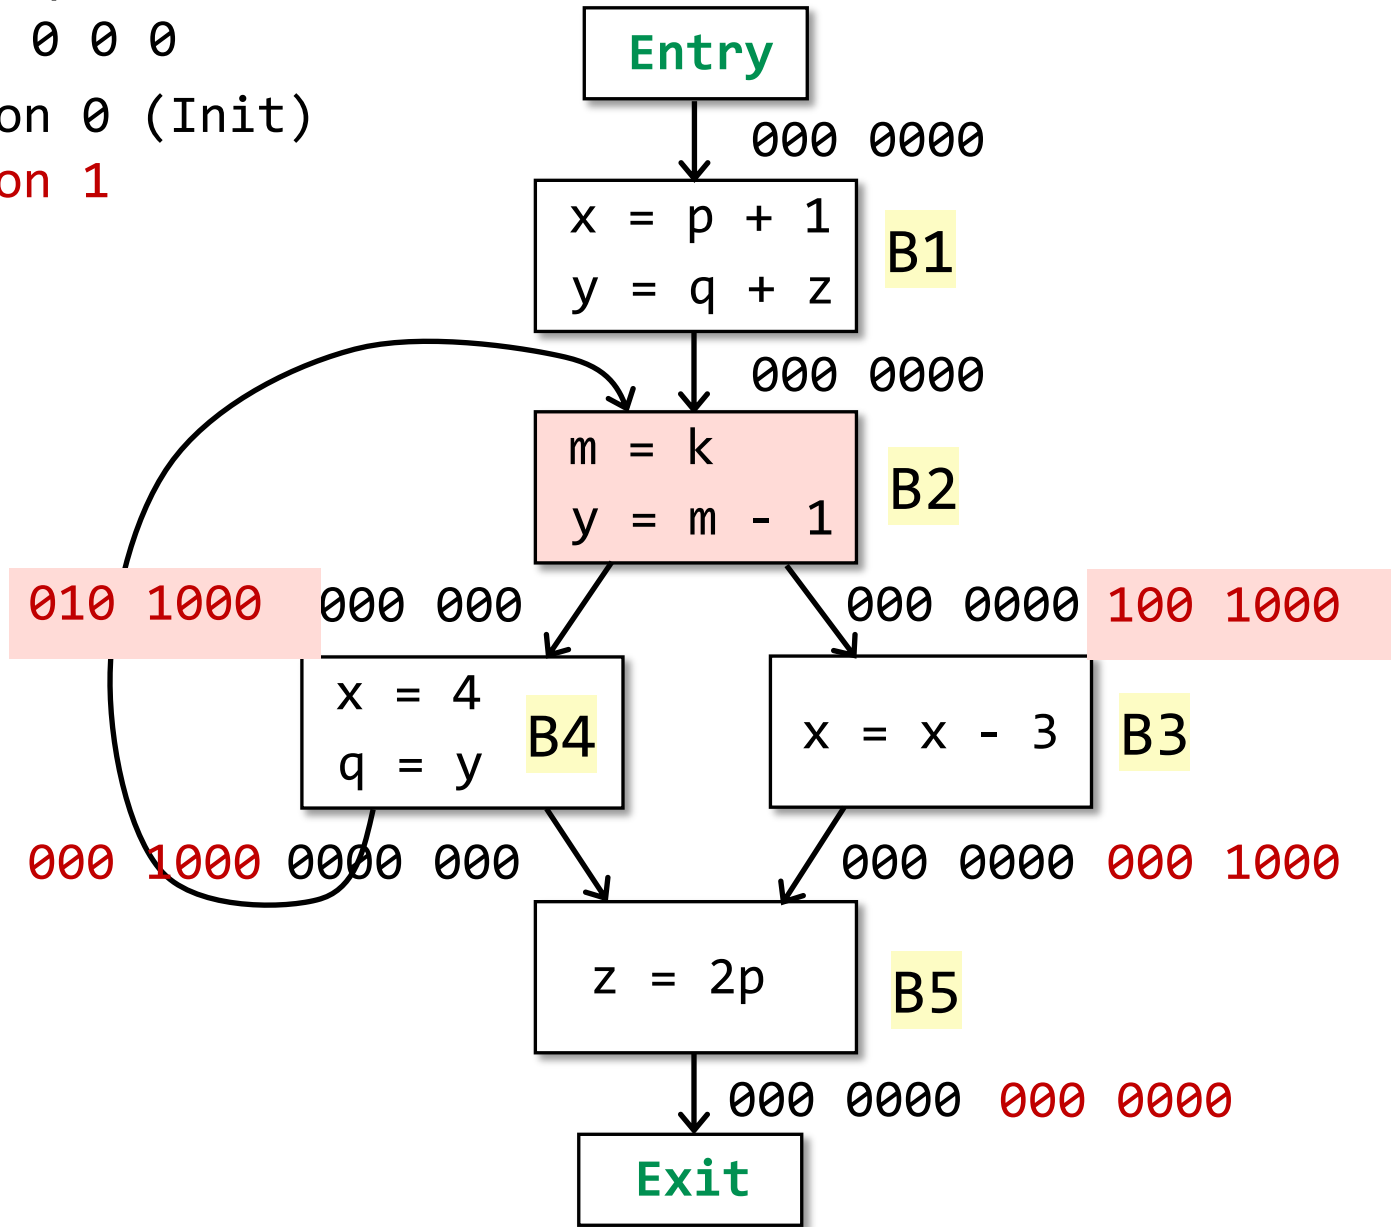 0 0 0
on 0 (Init)
on 1
Entry
000 0000
x = p + 1
y = q + z
B1
000 0000
m = k
y = m - 1
B2
010 1000 000 000
000 0000 100 1000
x = 4
q = y
B4
x = x - 3
B3
000 1000 0000 000
000 0000 000 1000
z = 2p
B5
000 0000 000 0000
Exit